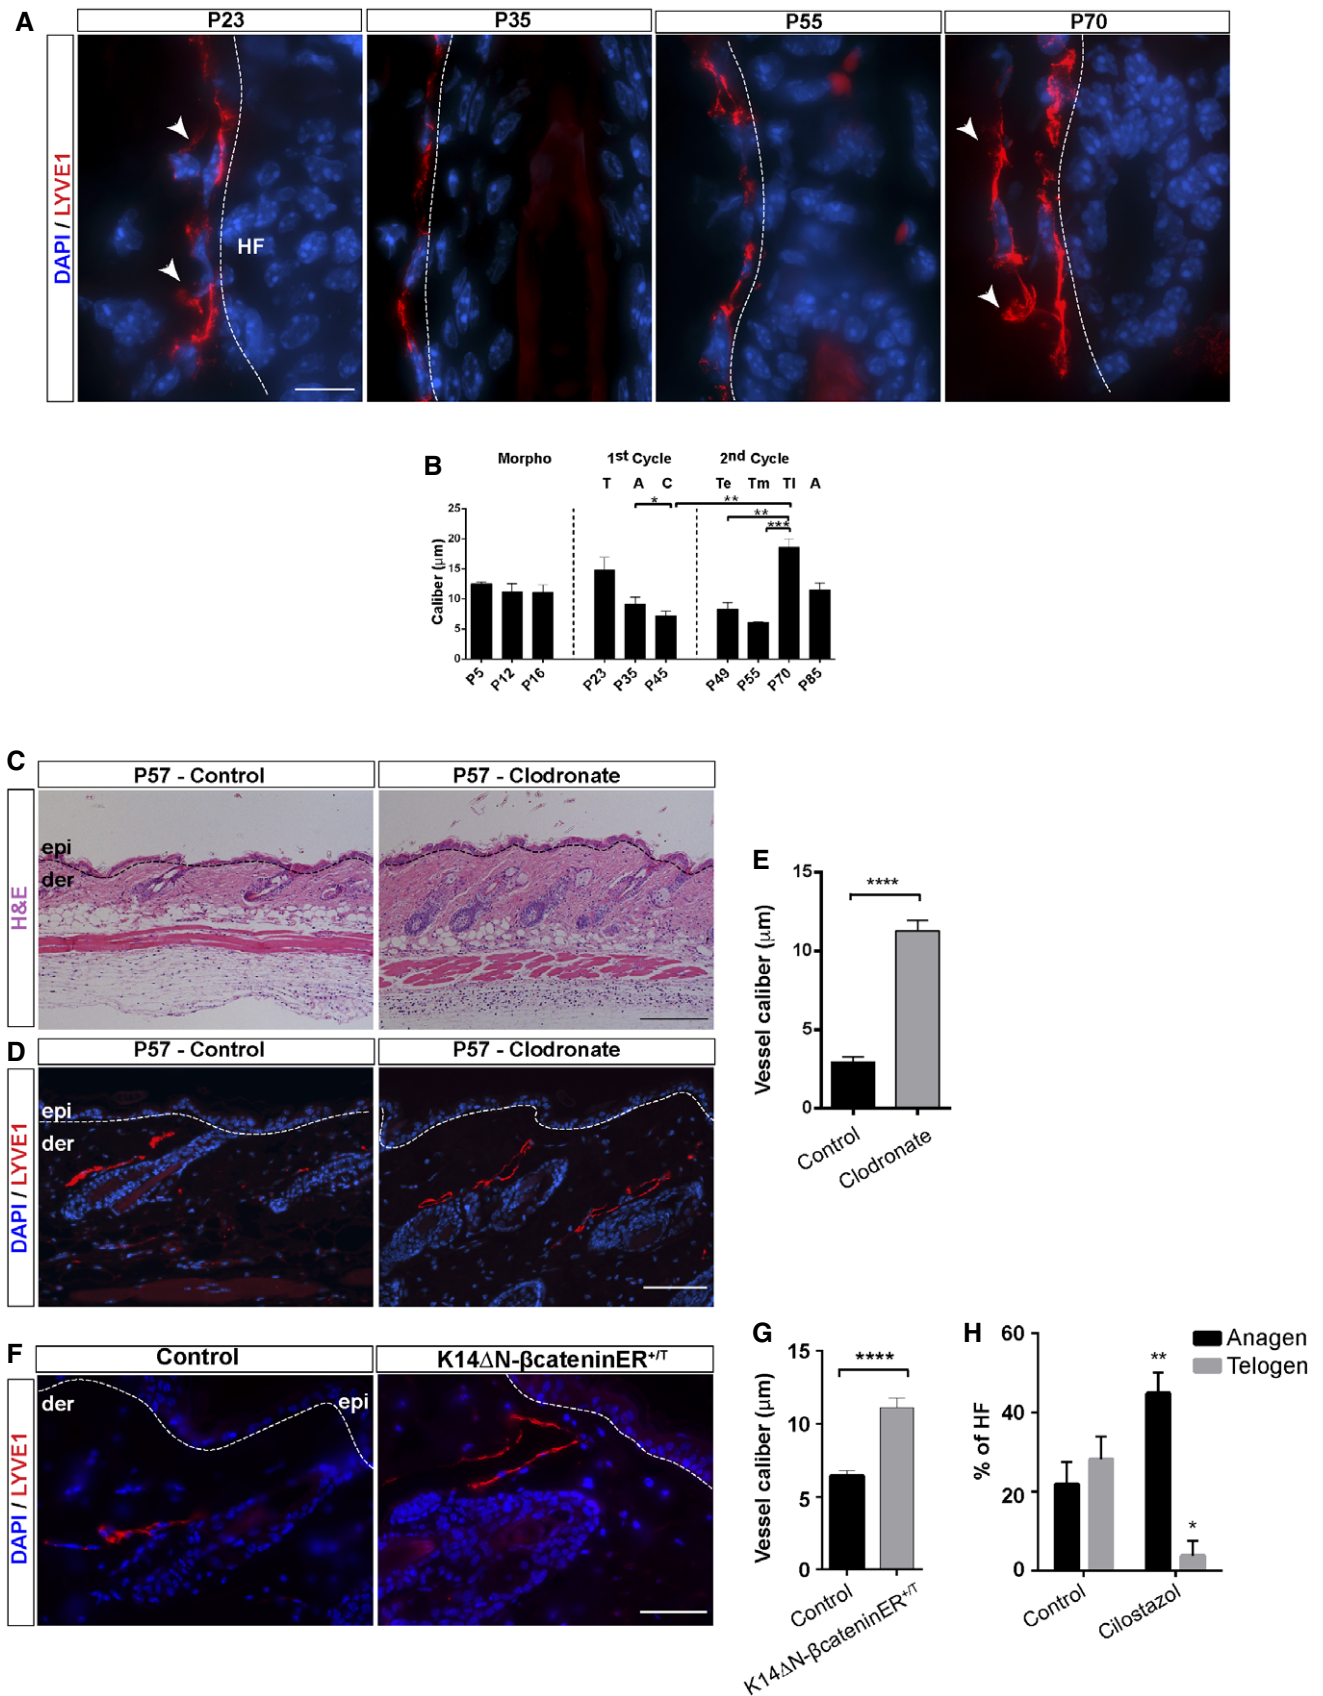 A
P23
P35
P55
P70
DAPI / LYVE1
HF
B
Morpho
1st Cycle
2nd Cycle
T A C
Te Tm Tl A
* **
**
***
Caliber (μm)
25
20
15
10
5
0
P5 P12 P16 P23 P35 P45 P49 P55 P70 P85
C
P57 - Control
P57 - Clodronate
H&E
epi
der
D
P57 - Control
P57 - Clodronate
DAPI / LYVE1
epi
der
E
Vessel caliber (μm)
15
10
5
0
****
Control
Clodronate
F
Control
K14ΔN-βcateninER+/T
DAPI / LYVE1
der
epi
G
Vessel caliber (μm)
15
10
5
0
****
Control
K14ΔN-βcateninER+/T
H
% of HF
60
40
20
0
**
*
Anagen
Telogen
Control
Cilostazol